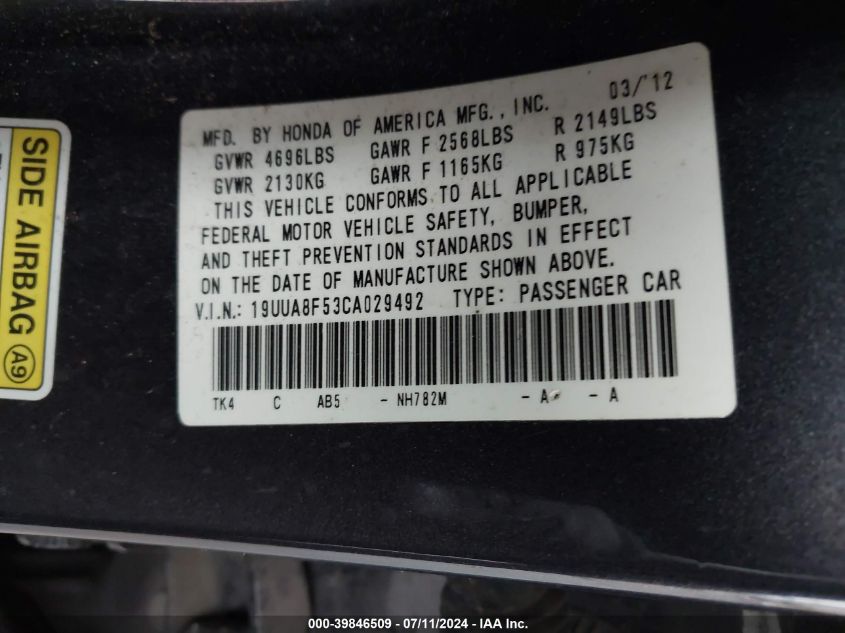 SIDE AIRBAG A9
03/'12
MFD. BY HONDA OF AMERICA MFG., INC.
GVWR 4696LBS GAWR F 2568LBS R 2149LBS
GVWR 2130KG GAWR F 1165KG R 975KG
THIS VEHICLE CONFORMS TO ALL APPLICABLE
FEDERAL MOTOR VEHICLE SAFETY, BUMPER,
AND THEFT PREVENTION STANDARDS IN EFFECT
ON THE DATE OF MANUFACTURE SHOWN ABOVE.
V.I.N.: 19UUA8F53CA029492 TYPE: PASSENGER CAR
TK4 C AB5 - NH782M - A - A
000-39846509 - 07/11/2024 - IAA Inc.